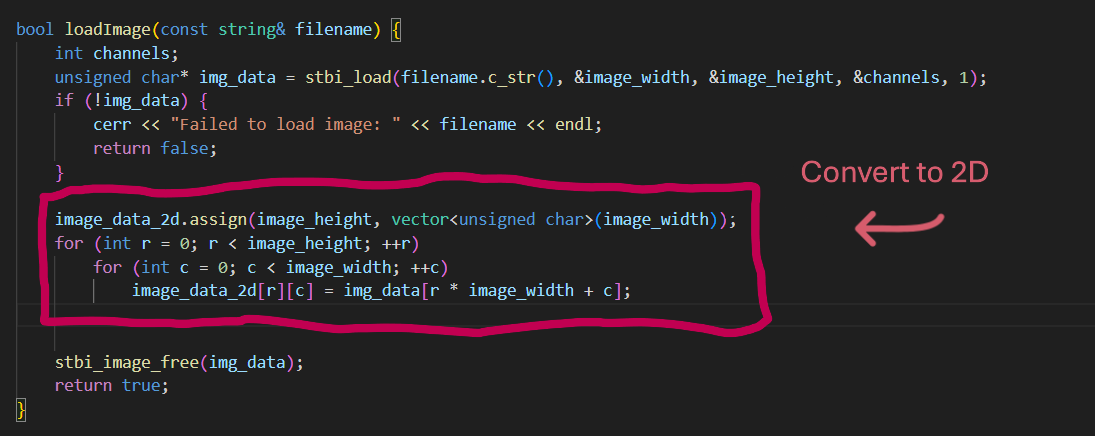 bool loadImage(const string& filename) {
    int channels;
    unsigned char* img_data = stbi_load(filename.c_str(), &image_width, &image_height, &channels, 1);
    if (!img_data) {
        cerr << "Failed to load image: " << filename << endl;
        return false;
    }
Convert to 2D
    image_data_2d.assign(image_height, vector<unsigned char>(image_width));
    for (int r = 0; r < image_height; ++r)
        for (int c = 0; c < image_width; ++c)
            image_data_2d[r][c] = img_data[r * image_width + c];
    stbi_image_free(img_data);
    return true;
}